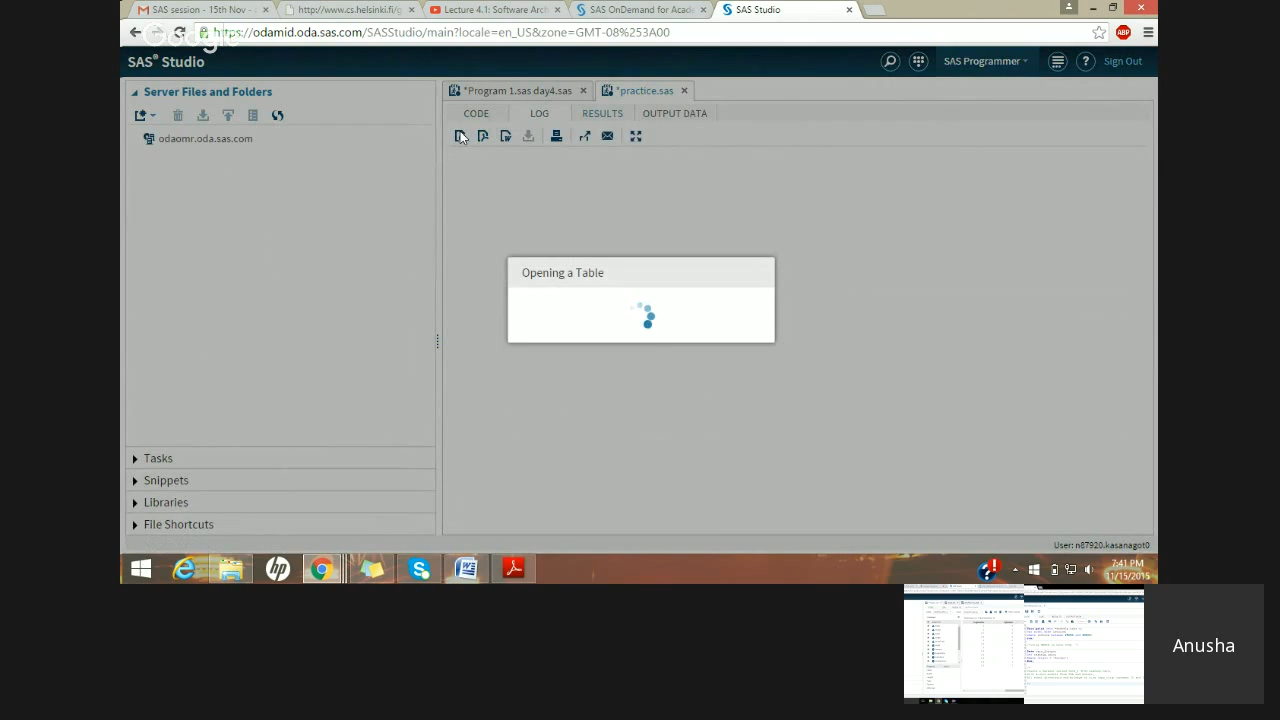 SAS session - 15th Nov - a
http://www.cs.helsinki.fi/g
Lecture 4.1: Software Arch
SAS OnDemand for Acade
SAS Studio
https://odamid.oda.sas.com/SASStudio/main?locale=en_US&zone=GMT-08%253A00
ABP
Google
SAS® Studio
SAS Programmer
Sign Out
Server Files and Folders
*Program 1.sas day4.sas
*practice.sas
CODE
LOG
RESULTS
OUTPUT DATA
odaomr.oda.sas.com
Opening a Table
Tasks
Snippets
Libraries
File Shortcuts
User: n87920.kasanagot0
7:41 PM
11/15/2015
Anusha